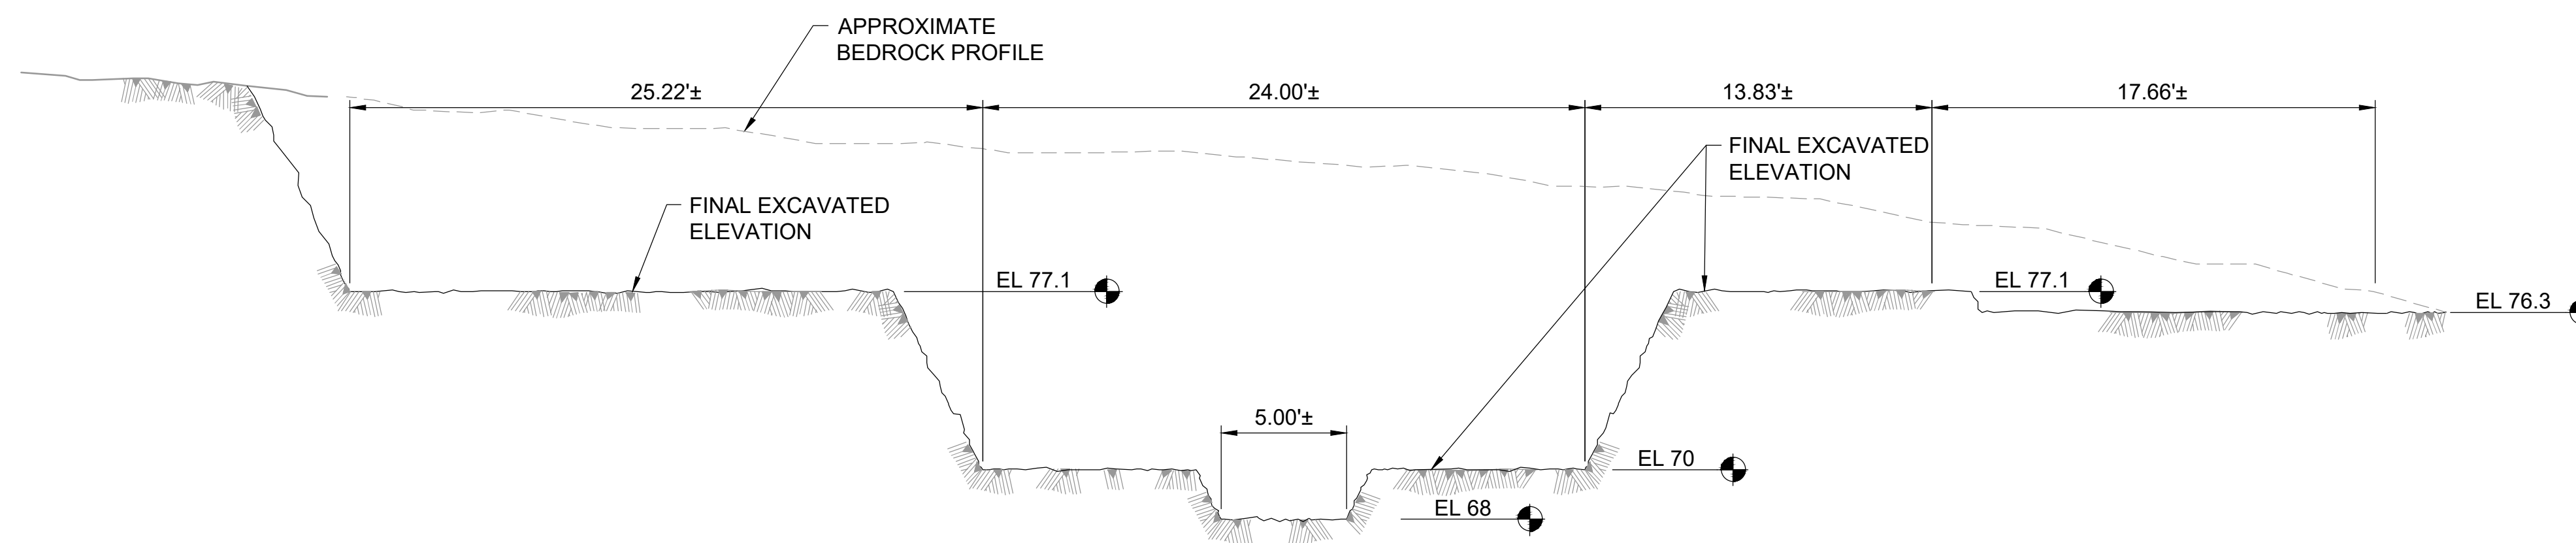 APPROXIMATE
BEDROCK PROFILE
25.22'±
24.00'±
13.83'±
17.66'±
FINAL EXCAVATED
ELEVATION
FINAL EXCAVATED
ELEVATION
EL 77.1
EL 77.1
EL 76.3
5.00'±
EL 70
EL 68